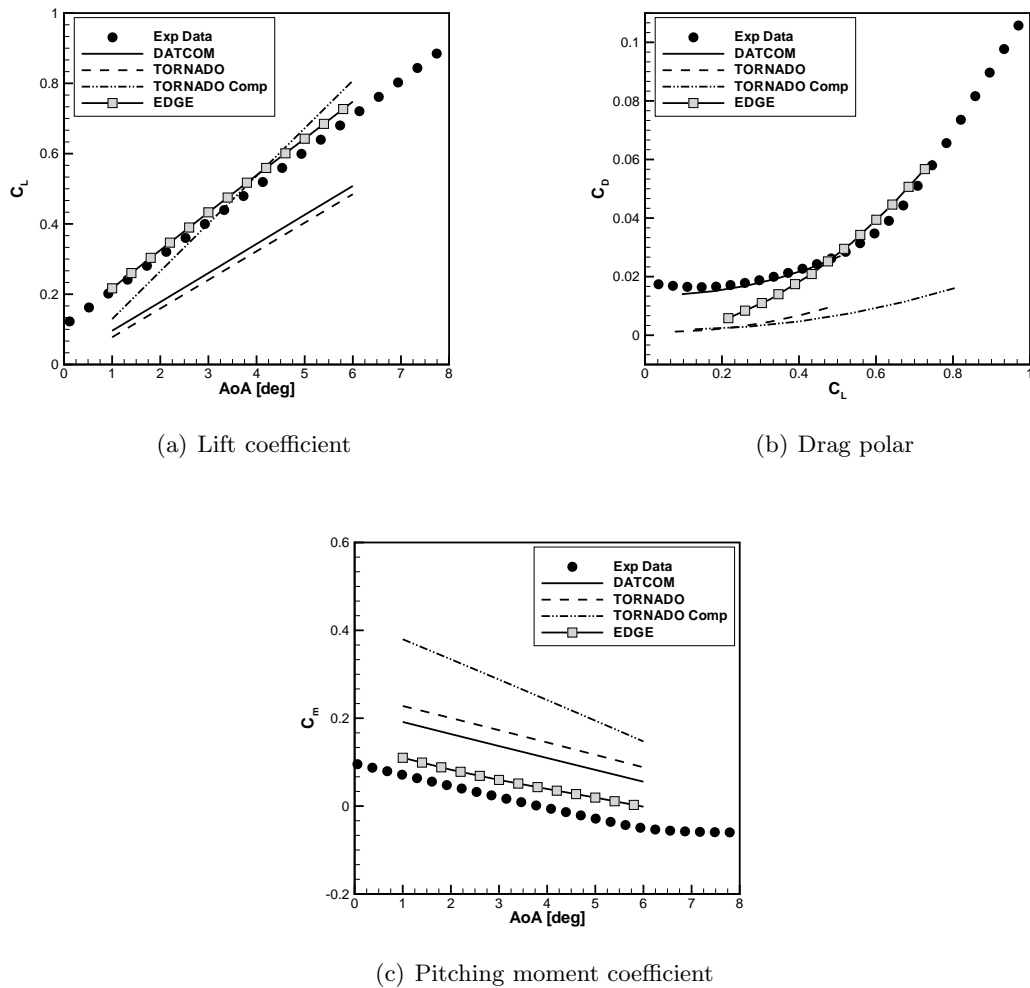 1
0.8
0.6
0.4
0.2
0
C_L
0 1 2 3 4 5 6 7 8
AoA [deg]
Exp Data
DATCOM
TORNADO
TORNADO Comp
EDGE
(a) Lift coefficient
0.1
0.08
0.06
0.04
0.02
0
C_D
0 0.2 0.4 0.6 0.8 1
C_L
Exp Data
DATCOM
TORNADO
TORNADO Comp
EDGE
(b) Drag polar
0.6
0.4
0.2
0
-0.2
C_m
0 1 2 3 4 5 6 7 8
AoA [deg]
Exp Data
DATCOM
TORNADO
TORNADO Comp
EDGE
(c) Pitching moment coefficient